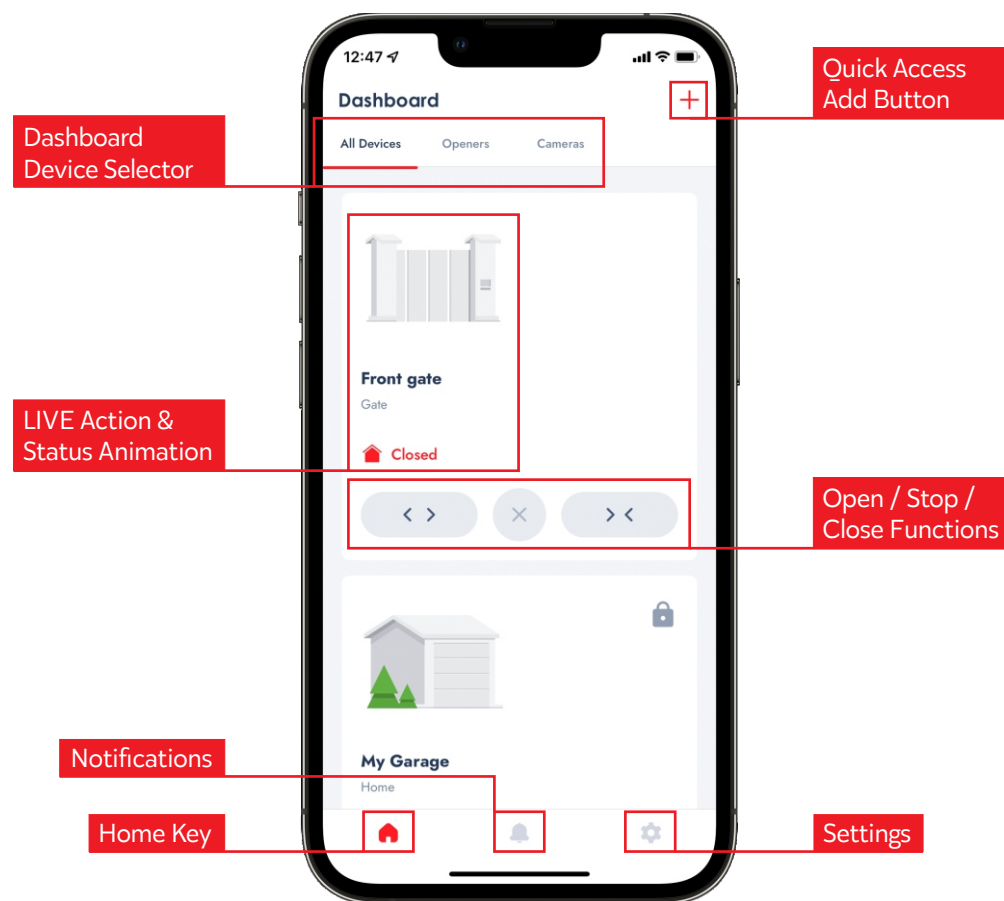 12:47
Quick Access
Add Button
Dashboard
Dashboard
Device Selector
All Devices Openers Cameras
Front gate
Gate
LIVE Action &
Status Animation
Closed
Open / Stop /
Close Functions
My Garage
Home
Notifications
Home Key
Settings